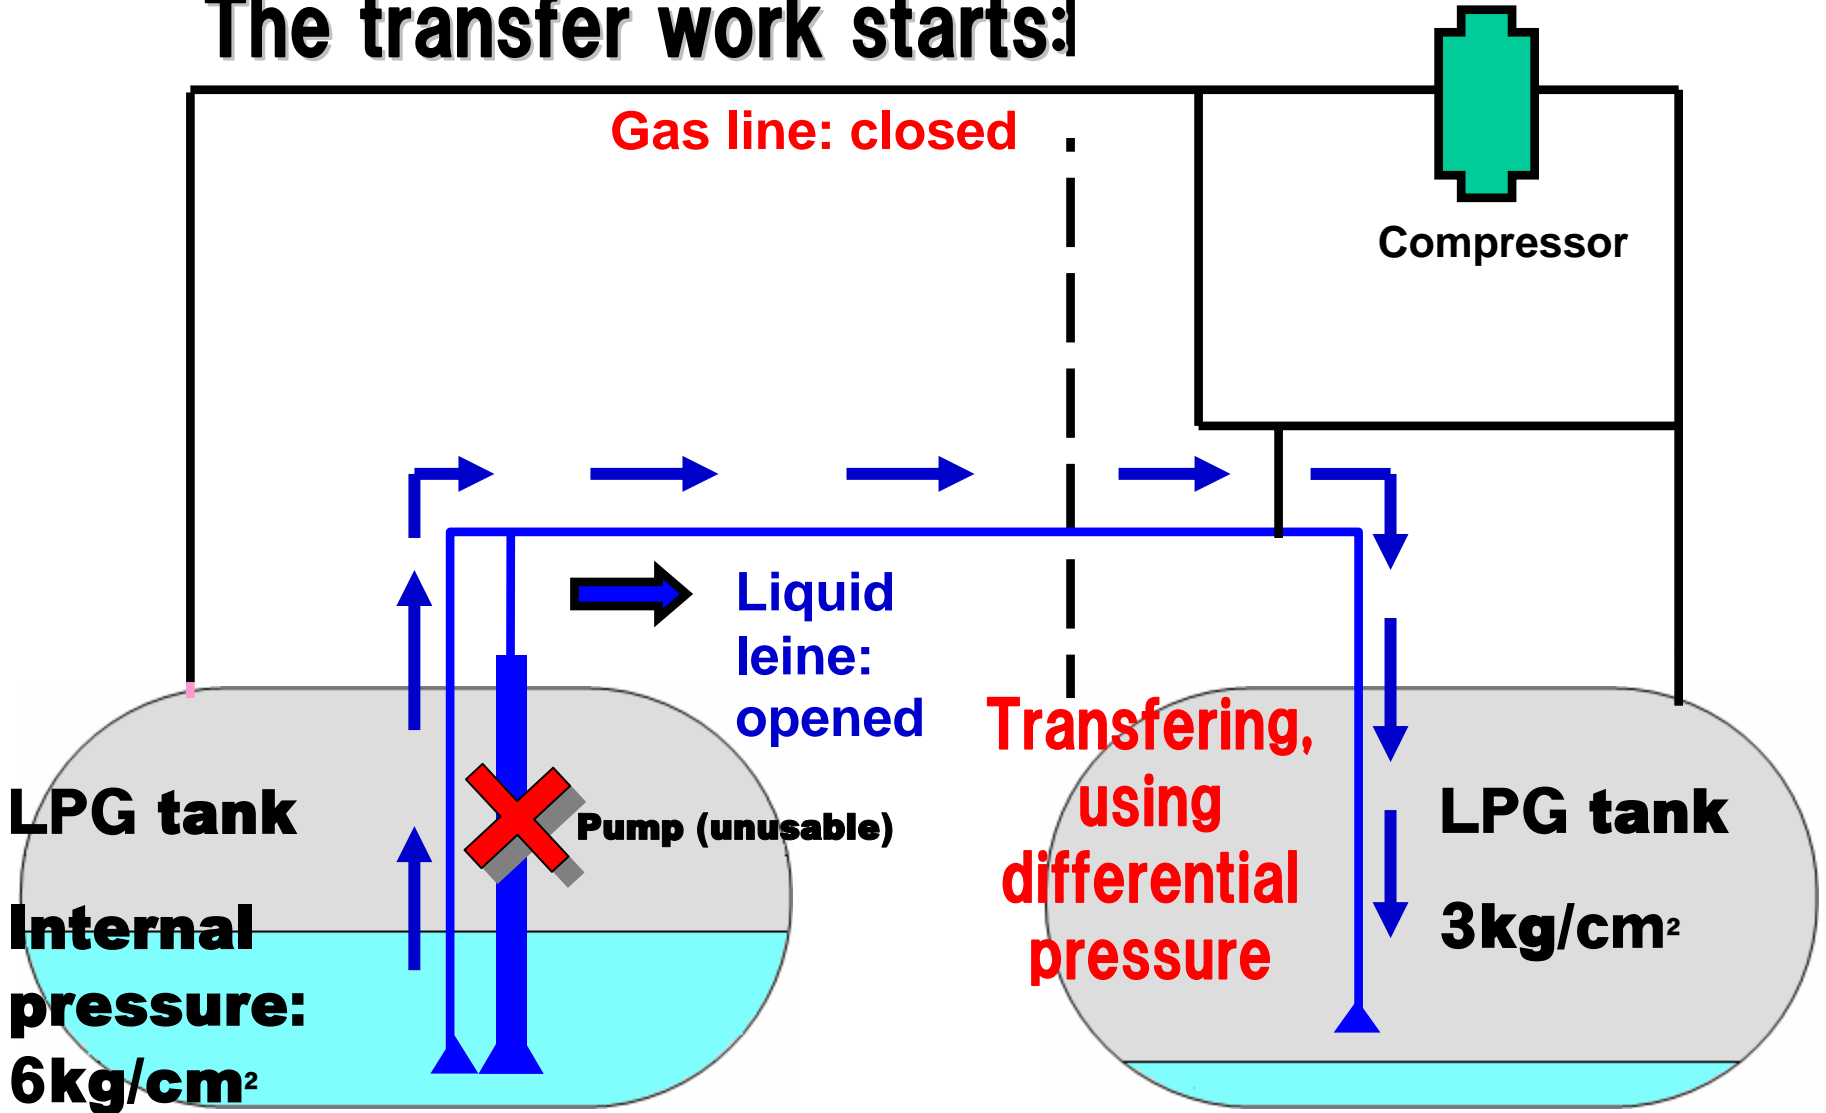 The transfer work starts:
Gas line: closed
Compressor
Liquid
leine:
opened
Transfering,
using
differential
pressure
LPG tank
Pump (unusable)
Internal
pressure:
6kg/cm²
LPG tank
3kg/cm²